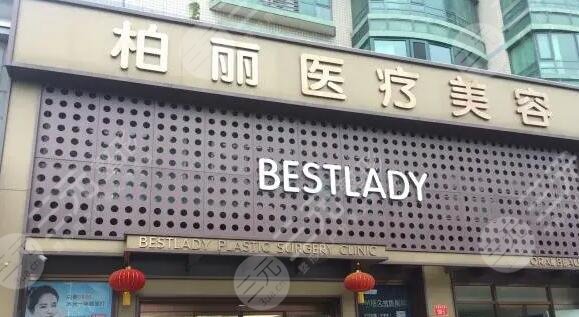 柏丽医疗美容
BESTLADY
BESTLADY PLASTIC SURGERY CLINIC